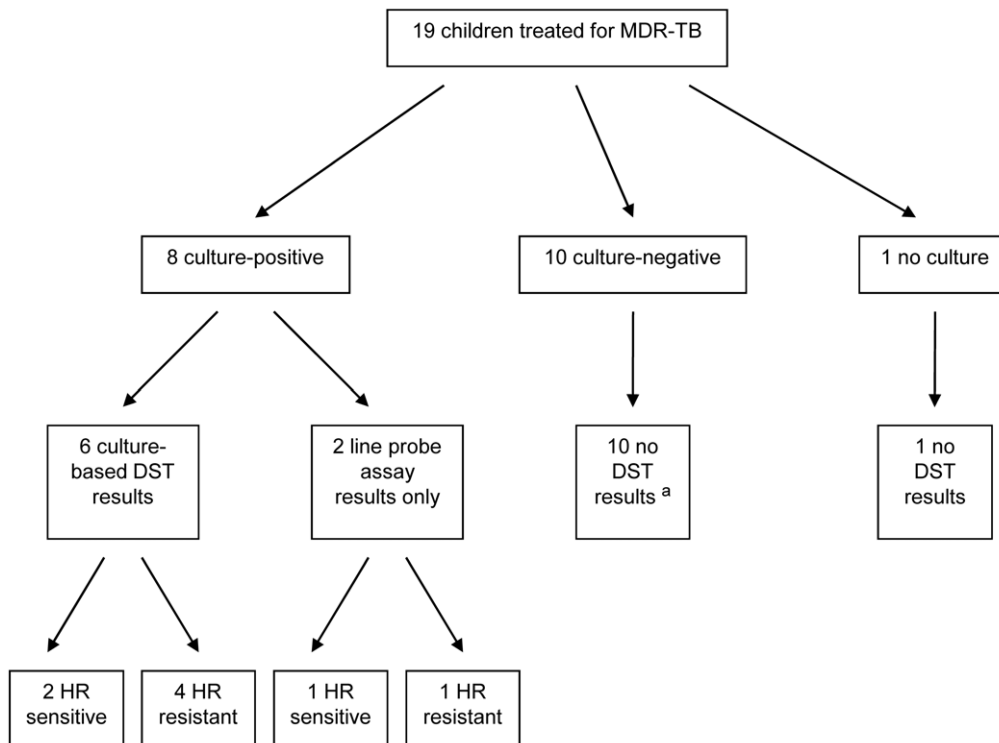 19 children treated for MDR-TB
8 culture-positive
10 culture-negative
1 no culture
6 culture-
based DST
results
2 line probe
assay
results only
10 no
DST
results a
1 no
DST
results
2 HR
sensitive
4 HR
resistant
1 HR
sensitive
1 HR
resistant